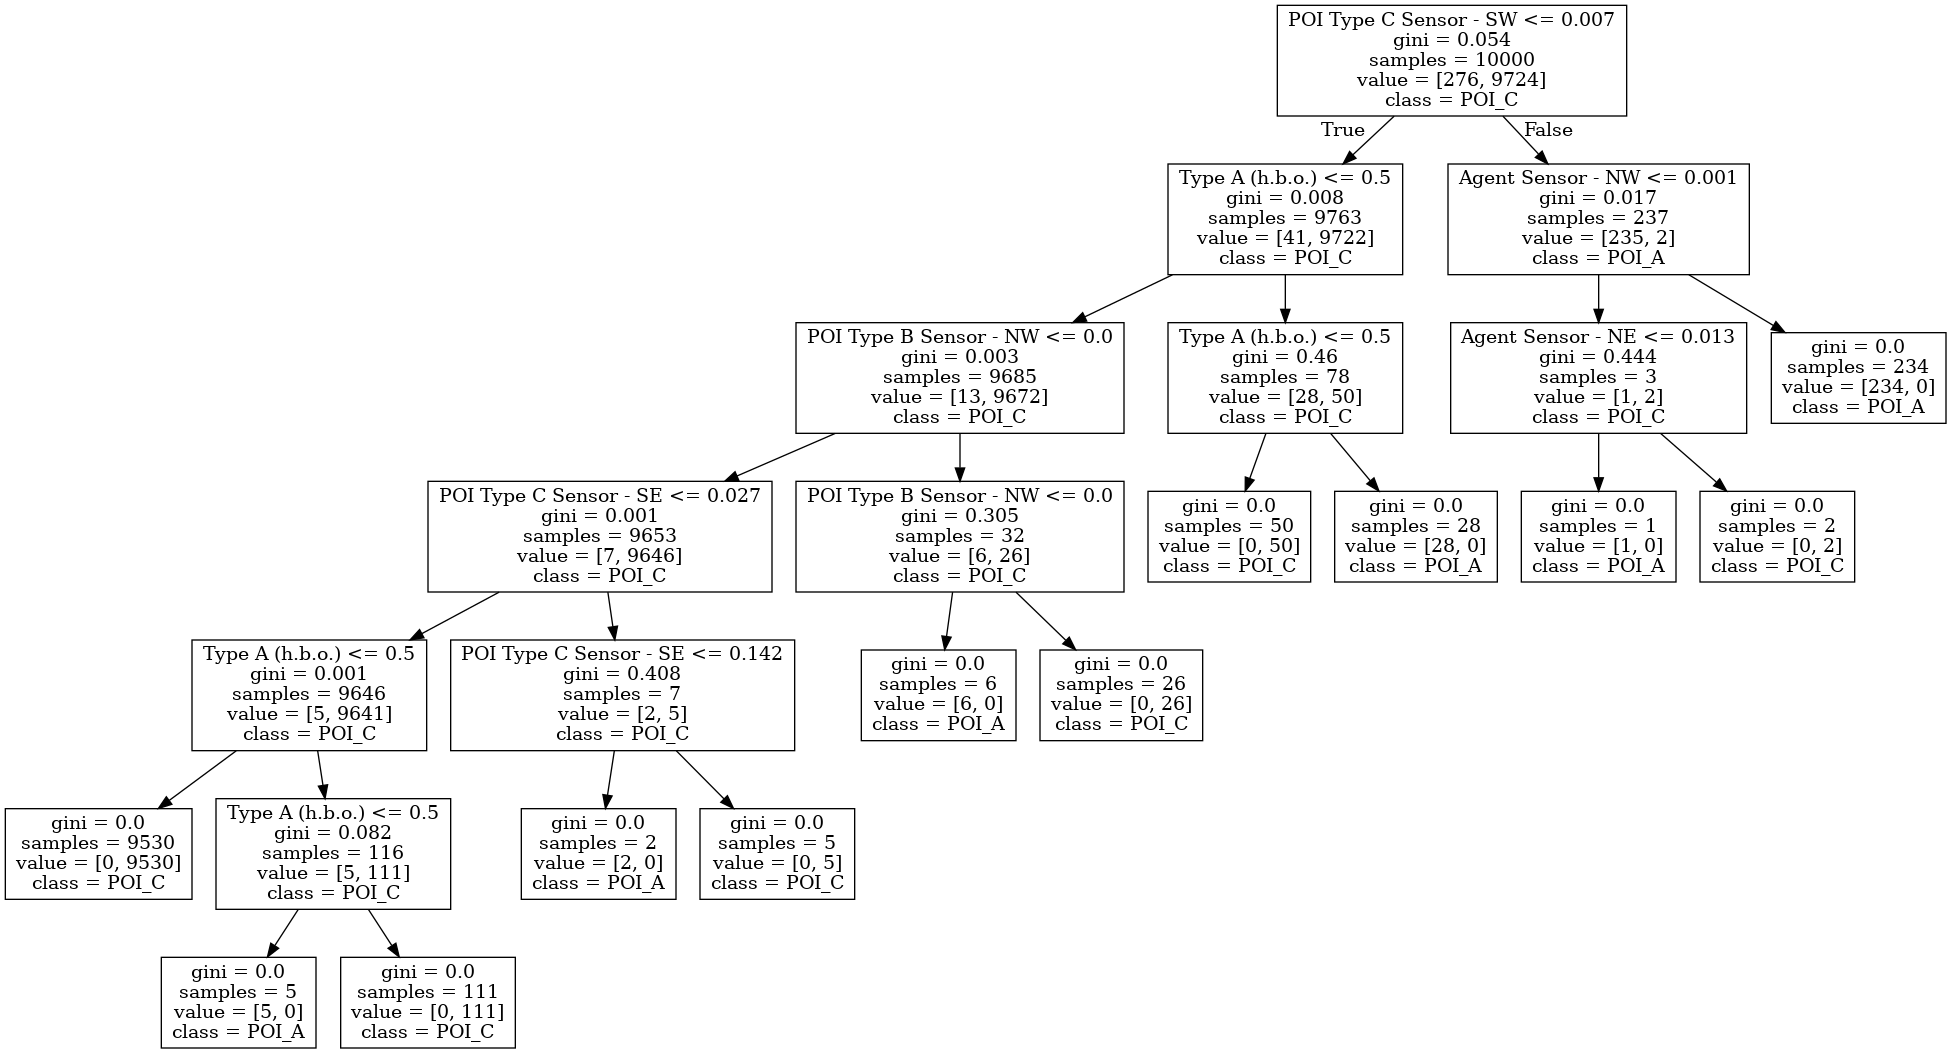 POI Type C Sensor - SW <= 0.007
gini = 0.054
samples = 10000
value = [276, 9724]
class = POI_C
True
False
Type A (h.b.o.) <= 0.5
gini = 0.008
samples = 9763
value = [41, 9722]
class = POI_C
Agent Sensor - NW <= 0.001
gini = 0.017
samples = 237
value = [235, 2]
class = POI_A
POI Type B Sensor - NW <= 0.0
gini = 0.003
samples = 9685
value = [13, 9672]
class = POI_C
Type A (h.b.o.) <= 0.5
gini = 0.46
samples = 78
value = [28, 50]
class = POI_C
Agent Sensor - NE <= 0.013
gini = 0.444
samples = 3
value = [1, 2]
class = POI_C
gini = 0.0
samples = 234
value = [234, 0]
class = POI_A
POI Type C Sensor - SE <= 0.027
gini = 0.001
samples = 9653
value = [7, 9646]
class = POI_C
POI Type B Sensor - NW <= 0.0
gini = 0.305
samples = 32
value = [6, 26]
class = POI_C
gini = 0.0
samples = 50
value = [0, 50]
class = POI_C
gini = 0.0
samples = 28
value = [28, 0]
class = POI_A
gini = 0.0
samples = 1
value = [1, 0]
class = POI_A
gini = 0.0
samples = 2
value = [0, 2]
class = POI_C
Type A (h.b.o.) <= 0.5
gini = 0.001
samples = 9646
value = [5, 9641]
class = POI_C
POI Type C Sensor - SE <= 0.142
gini = 0.408
samples = 7
value = [2, 5]
class = POI_C
gini = 0.0
samples = 6
value = [6, 0]
class = POI_A
gini = 0.0
samples = 26
value = [0, 26]
class = POI_C
gini = 0.0
samples = 9530
value = [0, 9530]
class = POI_C
Type A (h.b.o.) <= 0.5
gini = 0.082
samples = 116
value = [5, 111]
class = POI_C
gini = 0.0
samples = 2
value = [2, 0]
class = POI_A
gini = 0.0
samples = 5
value = [0, 5]
class = POI_C
gini = 0.0
samples = 5
value = [5, 0]
class = POI_A
gini = 0.0
samples = 111
value = [0, 111]
class = POI_C